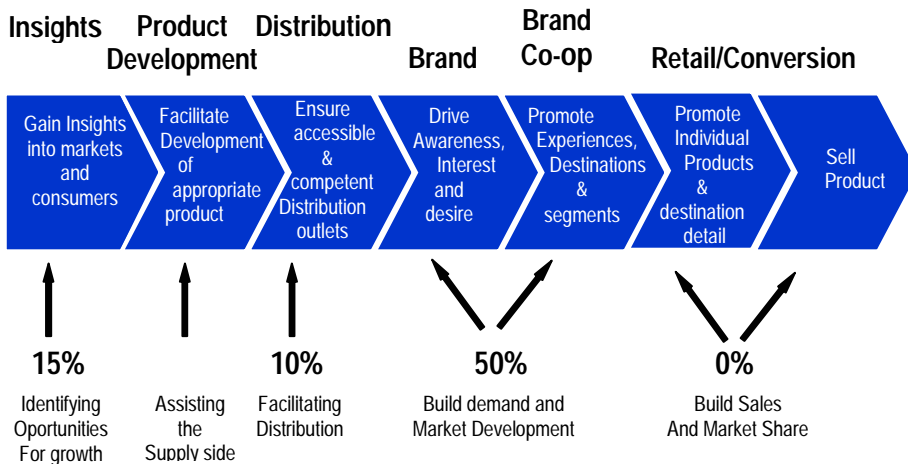 Insights
Product
Development
Distribution
Brand
Brand
Co-op
Retail/Conversion
Gain Insights
into markets
and
consumers
Facilitate
Development
of
appropriate
product
Ensure
accessible
&
competent
Distribution
outlets
Drive
Awareness,
Interest
and
desire
Promote
Experiences,
Destinations
&
segments
Promote
Individual
Products
&
destination
detail
Sell
Product
15%
10%
50%
0%
Identifying
Oportunities
For growth
Assisting
the
Supply side
Facilitating
Distribution
Build demand and
Market Development
Build Sales
And Market Share